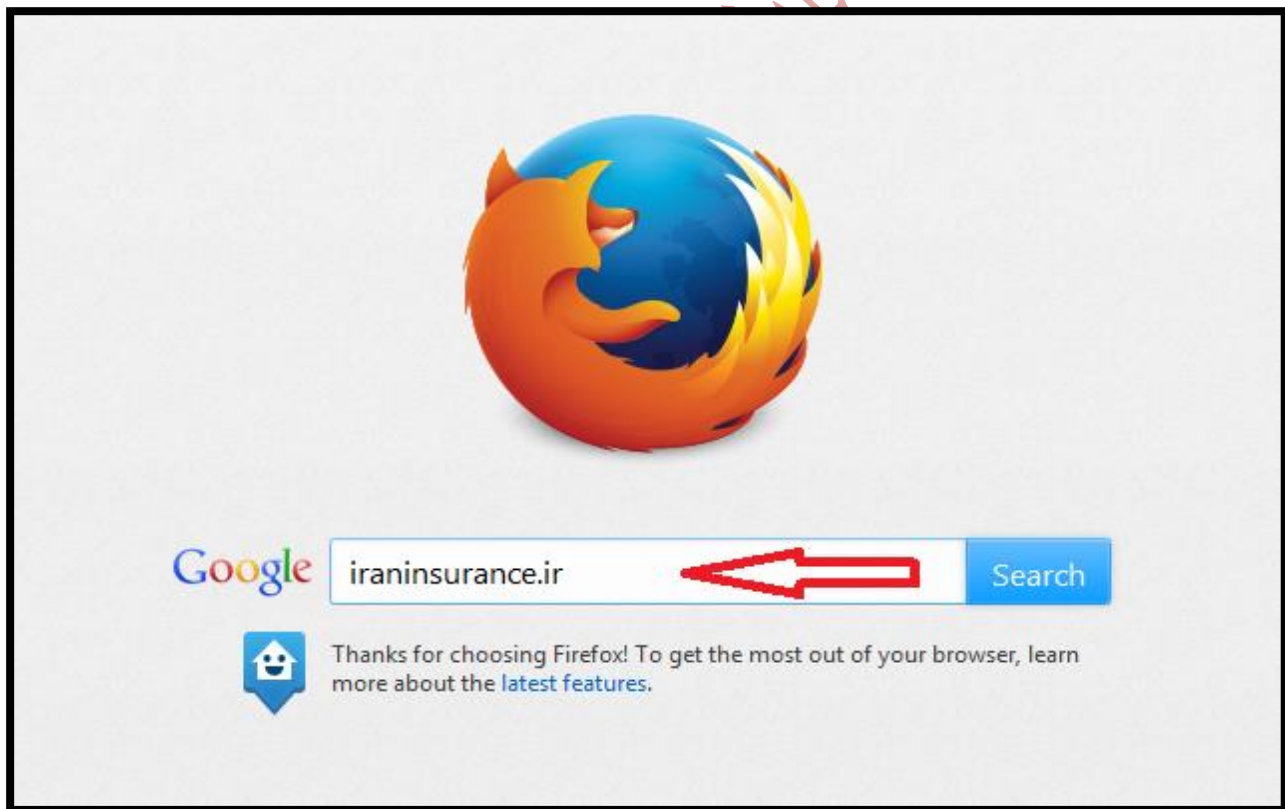 Google iraninsurance.ir Search
Thanks for choosing Firefox! To get the most out of your browser, learn
more about the latest features.